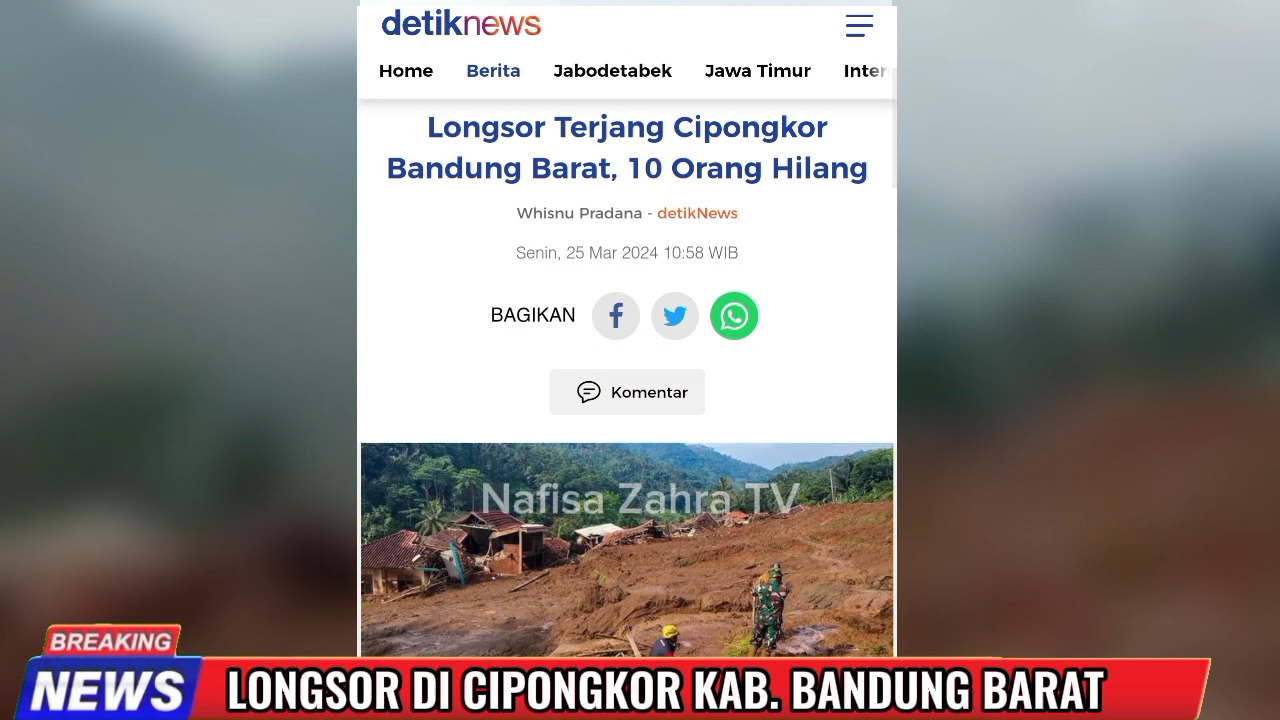 detiknews
Home Berita Jabodetabek Jawa Timur Inter
Longsor Terjang Cipongkor
Bandung Barat, 10 Orang Hilang
Whisnu Pradana - detikNews
Senin, 25 Mar 2024 10:58 WIB
BAGIKAN
Komentar
Nafisa Zahra TV
BREAKING
NEWS LONGSOR DI CIPONGKOR KAB. BANDUNG BARAT